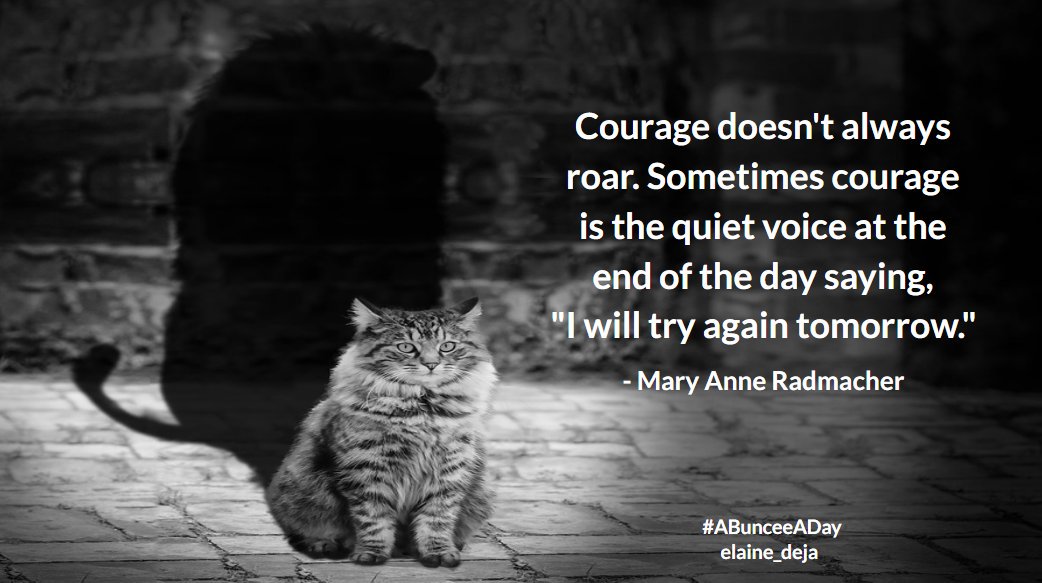 Courage doesn't always
roar. Sometimes courage
is the quiet voice at the
end of the day saying,
"I will try again tomorrow."
- Mary Anne Radmacher
#ABunceeADay
elaine_deja